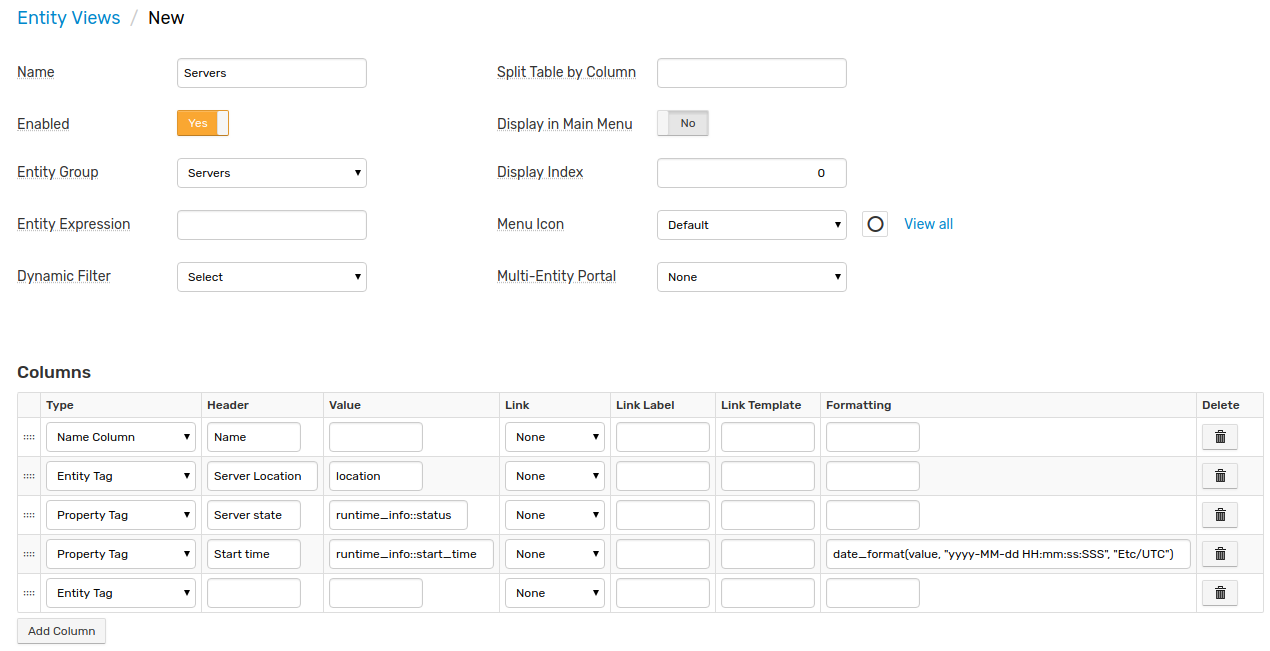 Entity Views / New
Name Servers Split Table by Column
Enabled Yes Display in Main Menu No
Entity Group Servers Display Index 0
Entity Expression Menu Icon Default View all
Dynamic Filter Select Multi-Entity Portal None
Columns
Type Header Value Link Link Label Link Template Formatting Delete
Name Column Name None
Entity Tag Server Location location None
Property Tag Server state runtime_info::status None
Property Tag Start time runtime_info::start_time None date_format(value, "yyyy-MM-dd HH:mm:ss:SSS", "Etc/UTC")
Entity Tag None
Add Column